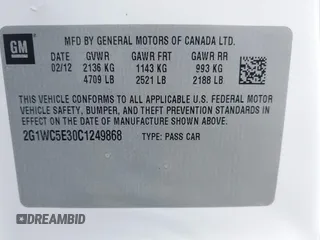 GM
MFD BY GENERAL MOTORS OF CANADA LTD.
DATE GVWR GAWR FRT GAWR RR
02/12 2136 KG 1143 KG 993 KG
4709 LB 2521 LB 2188 LB
THIS VEHICLE CONFORMS TO ALL APPLICABLE U.S. FEDERAL MOTOR
VEHICLE SAFETY, BUMPER, AND THEFT PREVENTION STANDARDS
IN EFFECT ON THE DATE OF MANUFACTURE SHOWN ABOVE.
2G1WC5E30C1249868 TYPE: PASS CAR
DREAMBID